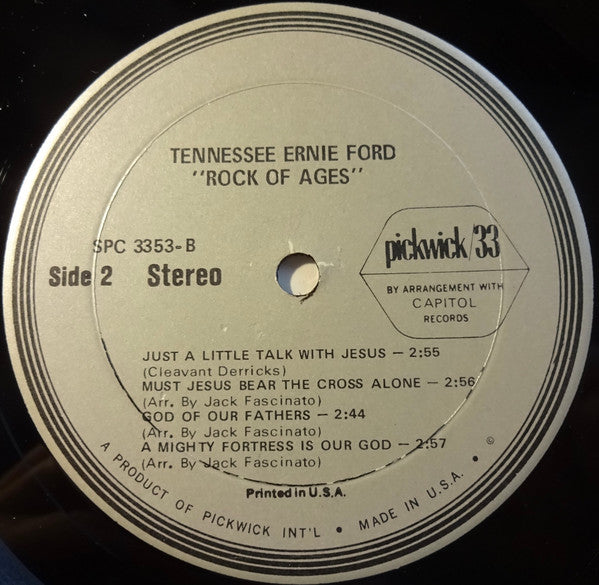 TENNESSEE ERNIE FORD
"ROCK OF AGES"
SPC 3353-B
Side 2 Stereo
pickwick/33
BY ARRANGEMENT WITH
CAPITOL
RECORDS
JUST A LITTLE TALK WITH JESUS — 2:55
(Cleavant Derricks)
MUST JESUS BEAR THE CROSS ALONE — 2:56
(Arr. By Jack Fascinato)
GOD OF OUR FATHERS — 2:44
(Arr. By Jack Fascinato)
A MIGHTY FORTRESS IS OUR GOD — 2:57
(Arr. By Jack Fascinato)
Printed in U.S.A.
A PRODUCT OF PICKWICK INT'L • MADE IN U.S.A. • ©